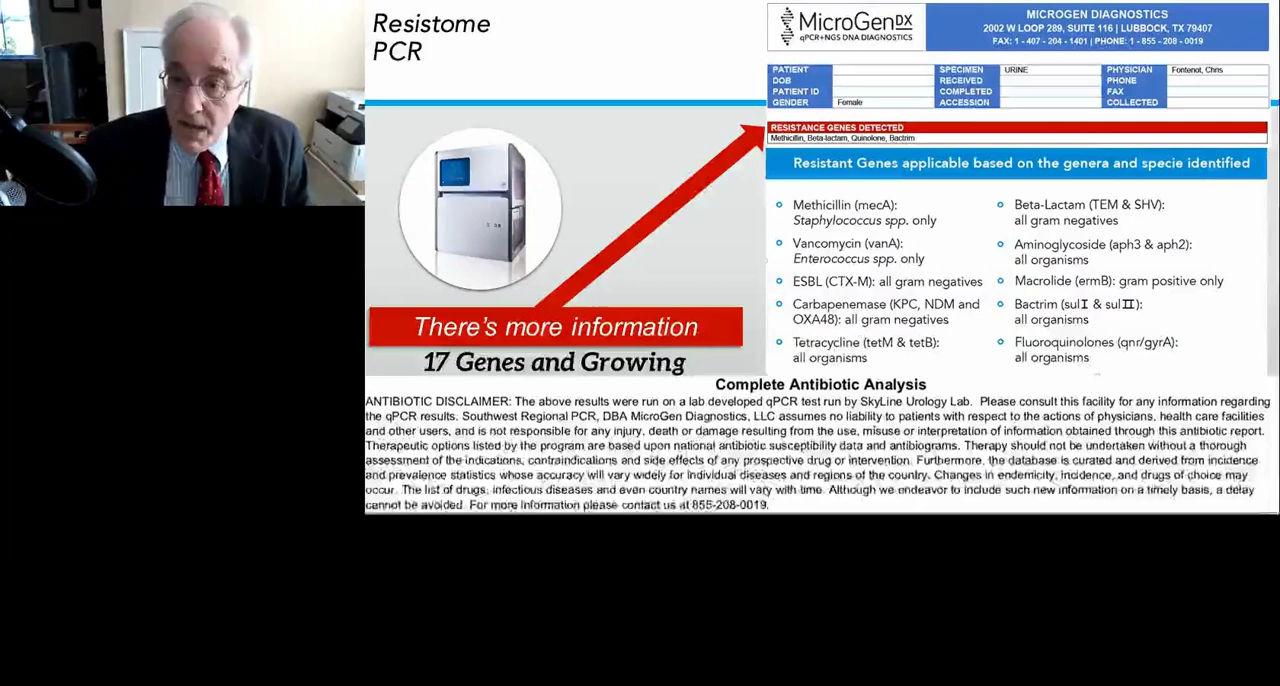 Resistome
PCR
MicroGenDX
qPCR+NGS DNA DIAGNOSTICS
MICROGEN DIAGNOSTICS
2002 W LOOP 289, SUITE 116 | LUBBOCK, TX 79407
FAX: 1 - 407 - 204 - 1401 | PHONE: 1 - 855 - 208 - 0019
PATIENT SPECIMEN URINE PHYSICIAN Fontenot, Chris
DOB RECEIVED PHONE
PATIENT ID COMPLETED FAX
GENDER Female ACCESSION COLLECTED
RESISTANCE GENES DETECTED
Methicillin, Beta-lactam, Quinolone, Bactrim
Resistant Genes applicable based on the genera and specie identified
Methicillin (mecA):
Staphylococcus spp. only
Vancomycin (vanA):
Enterococcus spp. only
ESBL (CTX-M): all gram negatives
Carbapenemase (KPC, NDM and
OXA48): all gram negatives
Tetracycline (tetM & tetB):
all organisms
Beta-Lactam (TEM & SHV):
all gram negatives
Aminoglycoside (aph3 & aph2):
all organisms
Macrolide (ermB): gram positive only
Bactrim (sulI & sulII):
all organisms
Fluoroquinolones (qnr/gyrA):
all organisms
There's more information
17 Genes and Growing
Complete Antibiotic Analysis
ANTIBIOTIC DISCLAIMER: The above results were run on a lab developed qPCR test run by SkyLine Urology Lab. Please consult this facility for any information regarding
the qPCR results. Southwest Regional PCR, DBA MicroGen Diagnostics, LLC assumes no liability to patients with respect to the actions of physicians, health care facilities
and other users, and is not responsible for any injury, death or damage resulting from the use, misuse or interpretation of information obtained through this antibiotic report.
Therapeutic options listed by the program are based upon national antibiotic susceptibility data and antibiograms. Therapy should not be undertaken without a thorough
assessment of the indications, contraindications and side effects of any prospective drug or intervention. Furthermore, the database is curated and derived from incidence
and prevalence statistics whose accuracy will vary widely for individual diseases and regions of the country. Changes in endemicity, incidence, and drugs of choice may
occur. The list of drugs, infectious diseases and even country names will vary with time. Although we endeavor to include such new information on a timely basis, a delay
cannot be avoided. For more information please contact us at 855-208-0019.